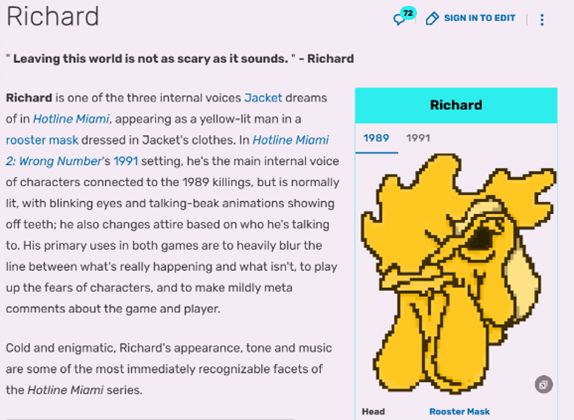 Richard
72
SIGN IN TO EDIT
" Leaving this world is not as scary as it sounds. " - Richard
Richard is one of the three internal voices Jacket dreams
of in Hotline Miami, appearing as a yellow-lit man in a
rooster mask dressed in Jacket's clothes. In Hotline Miami
2: Wrong Number's 1991 setting, he's the main internal voice
of characters connected to the 1989 killings, but is normally
lit, with blinking eyes and talking-beak animations showing
off teeth; he also changes attire based on who he's talking
to. His primary uses in both games are to heavily blur the
line between what's really happening and what isn't, to play
up the fears of characters, and to make mildly meta
comments about the game and player.
Cold and enigmatic, Richard's appearance, tone and music
are some of the most immediately recognizable facets of
the Hotline Miami series.
Richard
1989 1991
Head Rooster Mask